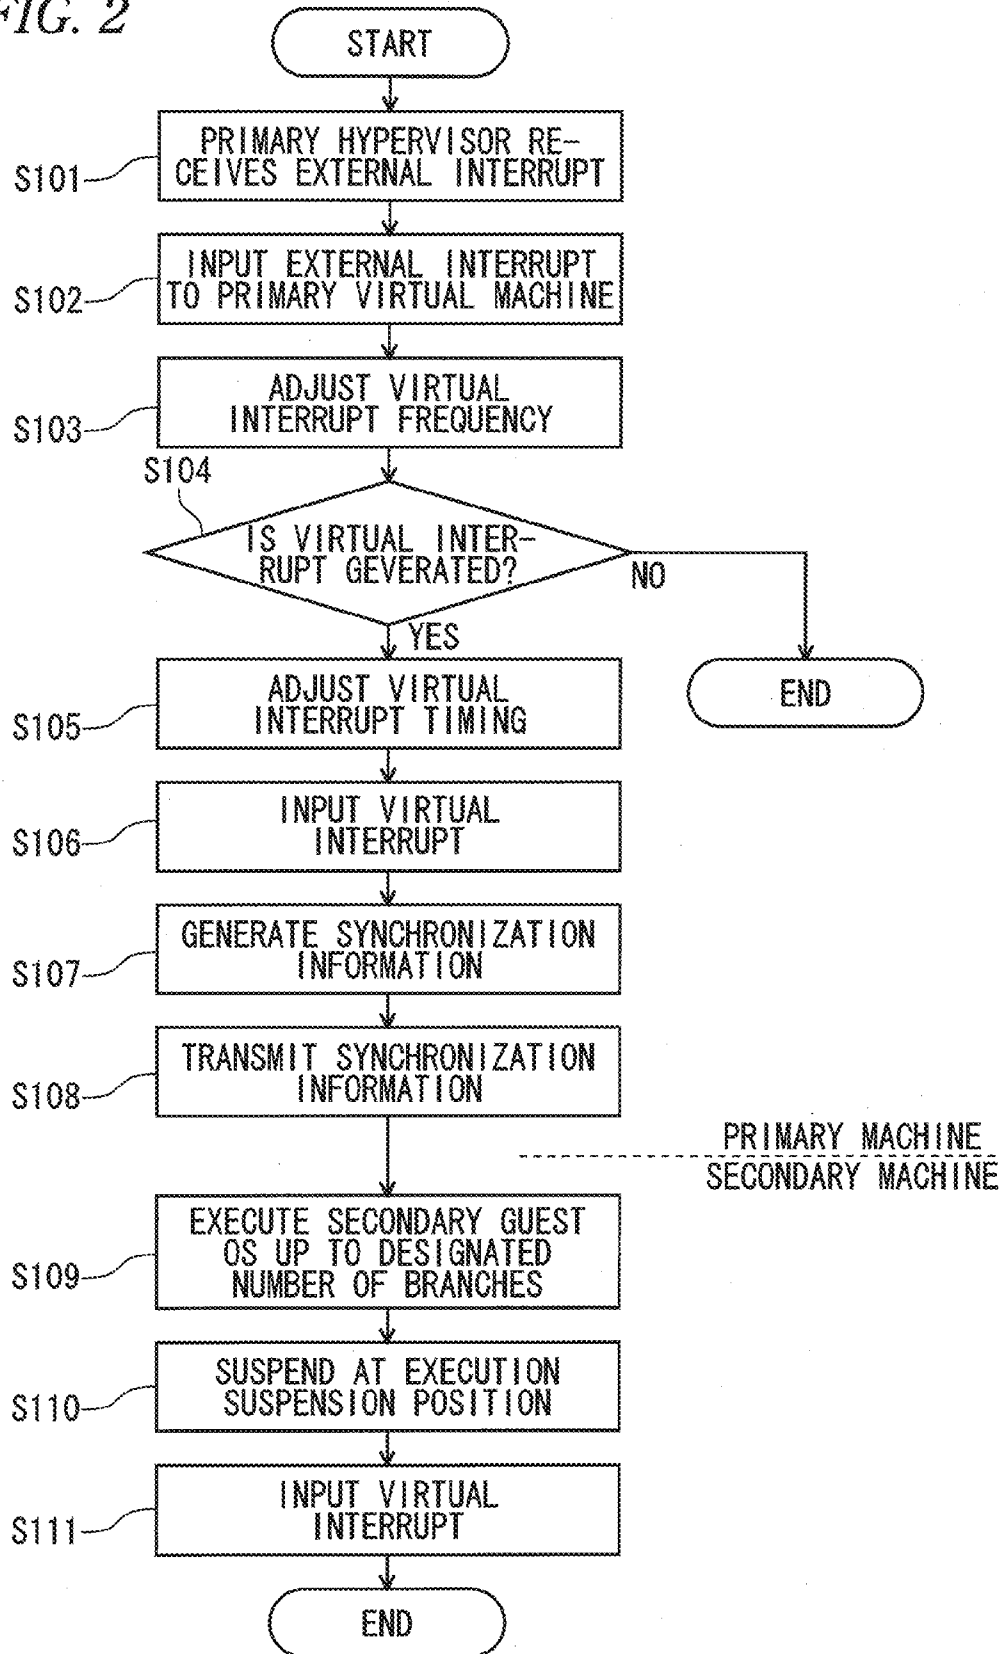 FIG. 2
START
PRIMARY HYPERVISOR RE-
CEIVES EXTERNAL INTERRUPT
S101
INPUT EXTERNAL INTERRUPT
TO PRIMARY VIRTUAL MACHINE
S102
ADJUST VIRTUAL
INTERRUPT FREQUENCY
S103
S104
IS VIRTUAL INTER-
RUPT GEVERATED?
NO
YES
END
ADJUST VIRTUAL
INTERRUPT TIMING
S105
INPUT VIRTUAL
INTERRUPT
S106
GENERATE SYNCHRONIZATION
INFORMATION
S107
TRANSMIT SYNCHRONIZATION
INFORMATION
S108
PRIMARY MACHINE
SECONDARY MACHINE
EXECUTE SECONDARY GUEST
OS UP TO DESIGNATED
NUMBER OF BRANCHES
S109
SUSPEND AT EXECUTION
SUSPENSION POSITION
S110
INPUT VIRTUAL
INTERRUPT
S111
END